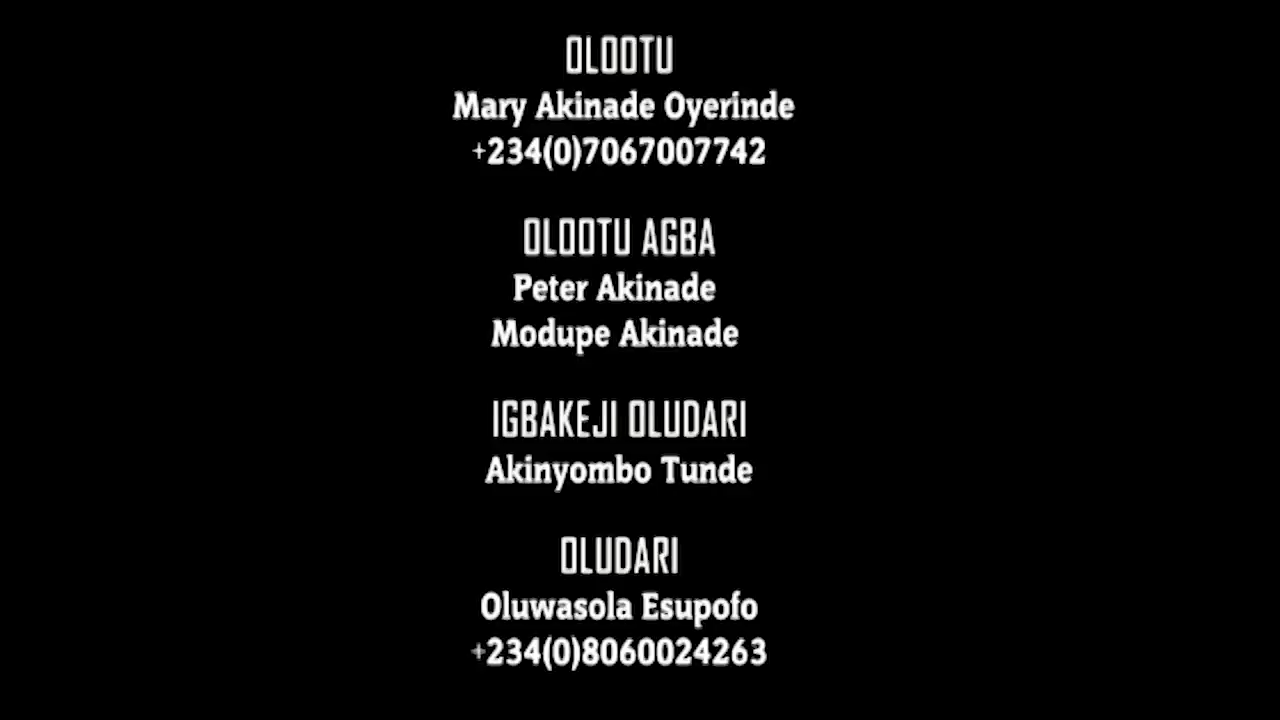 OLOOTU
Mary Akinade Oyerinde
+234(0)7067007742
OLOOTU AGBA
Peter Akinade
Modupe Akinade
IGBAKEJI OLUDARI
Akinyombo Tunde
OLUDARI
Oluwasola Esupofo
+234(0)8060024263